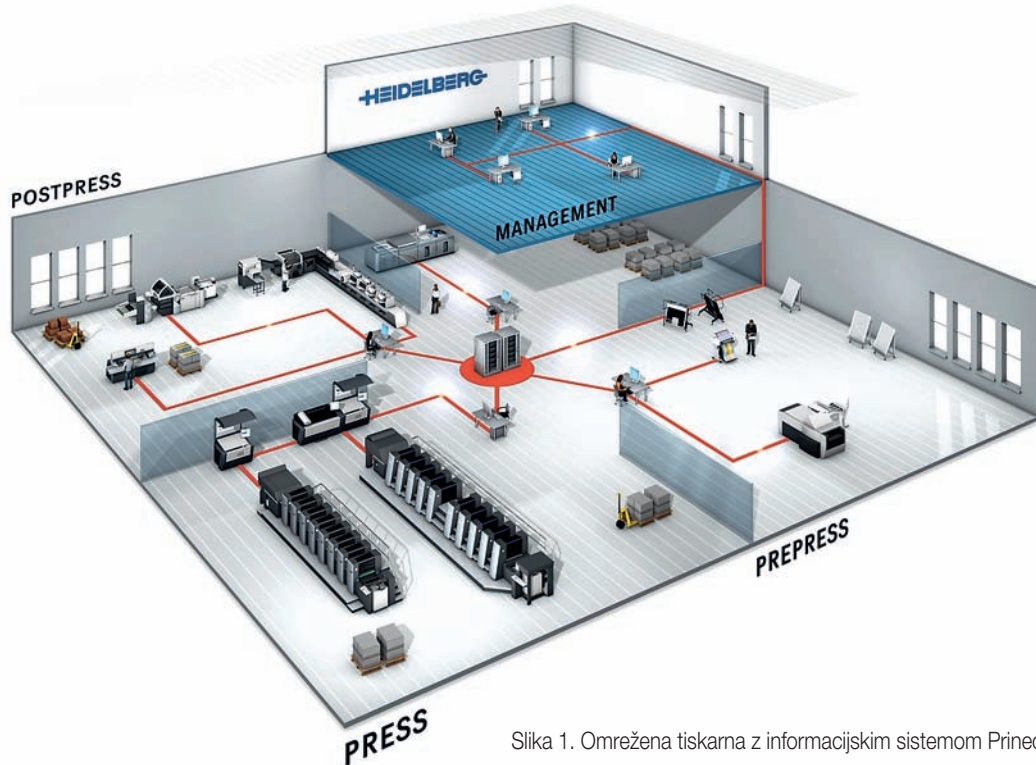 HEIDELBERG
POSTPRESS
MANAGEMENT
PREPRESS
PRESS
Slika 1. Omrežena tiskarna z informacijskim sistemom